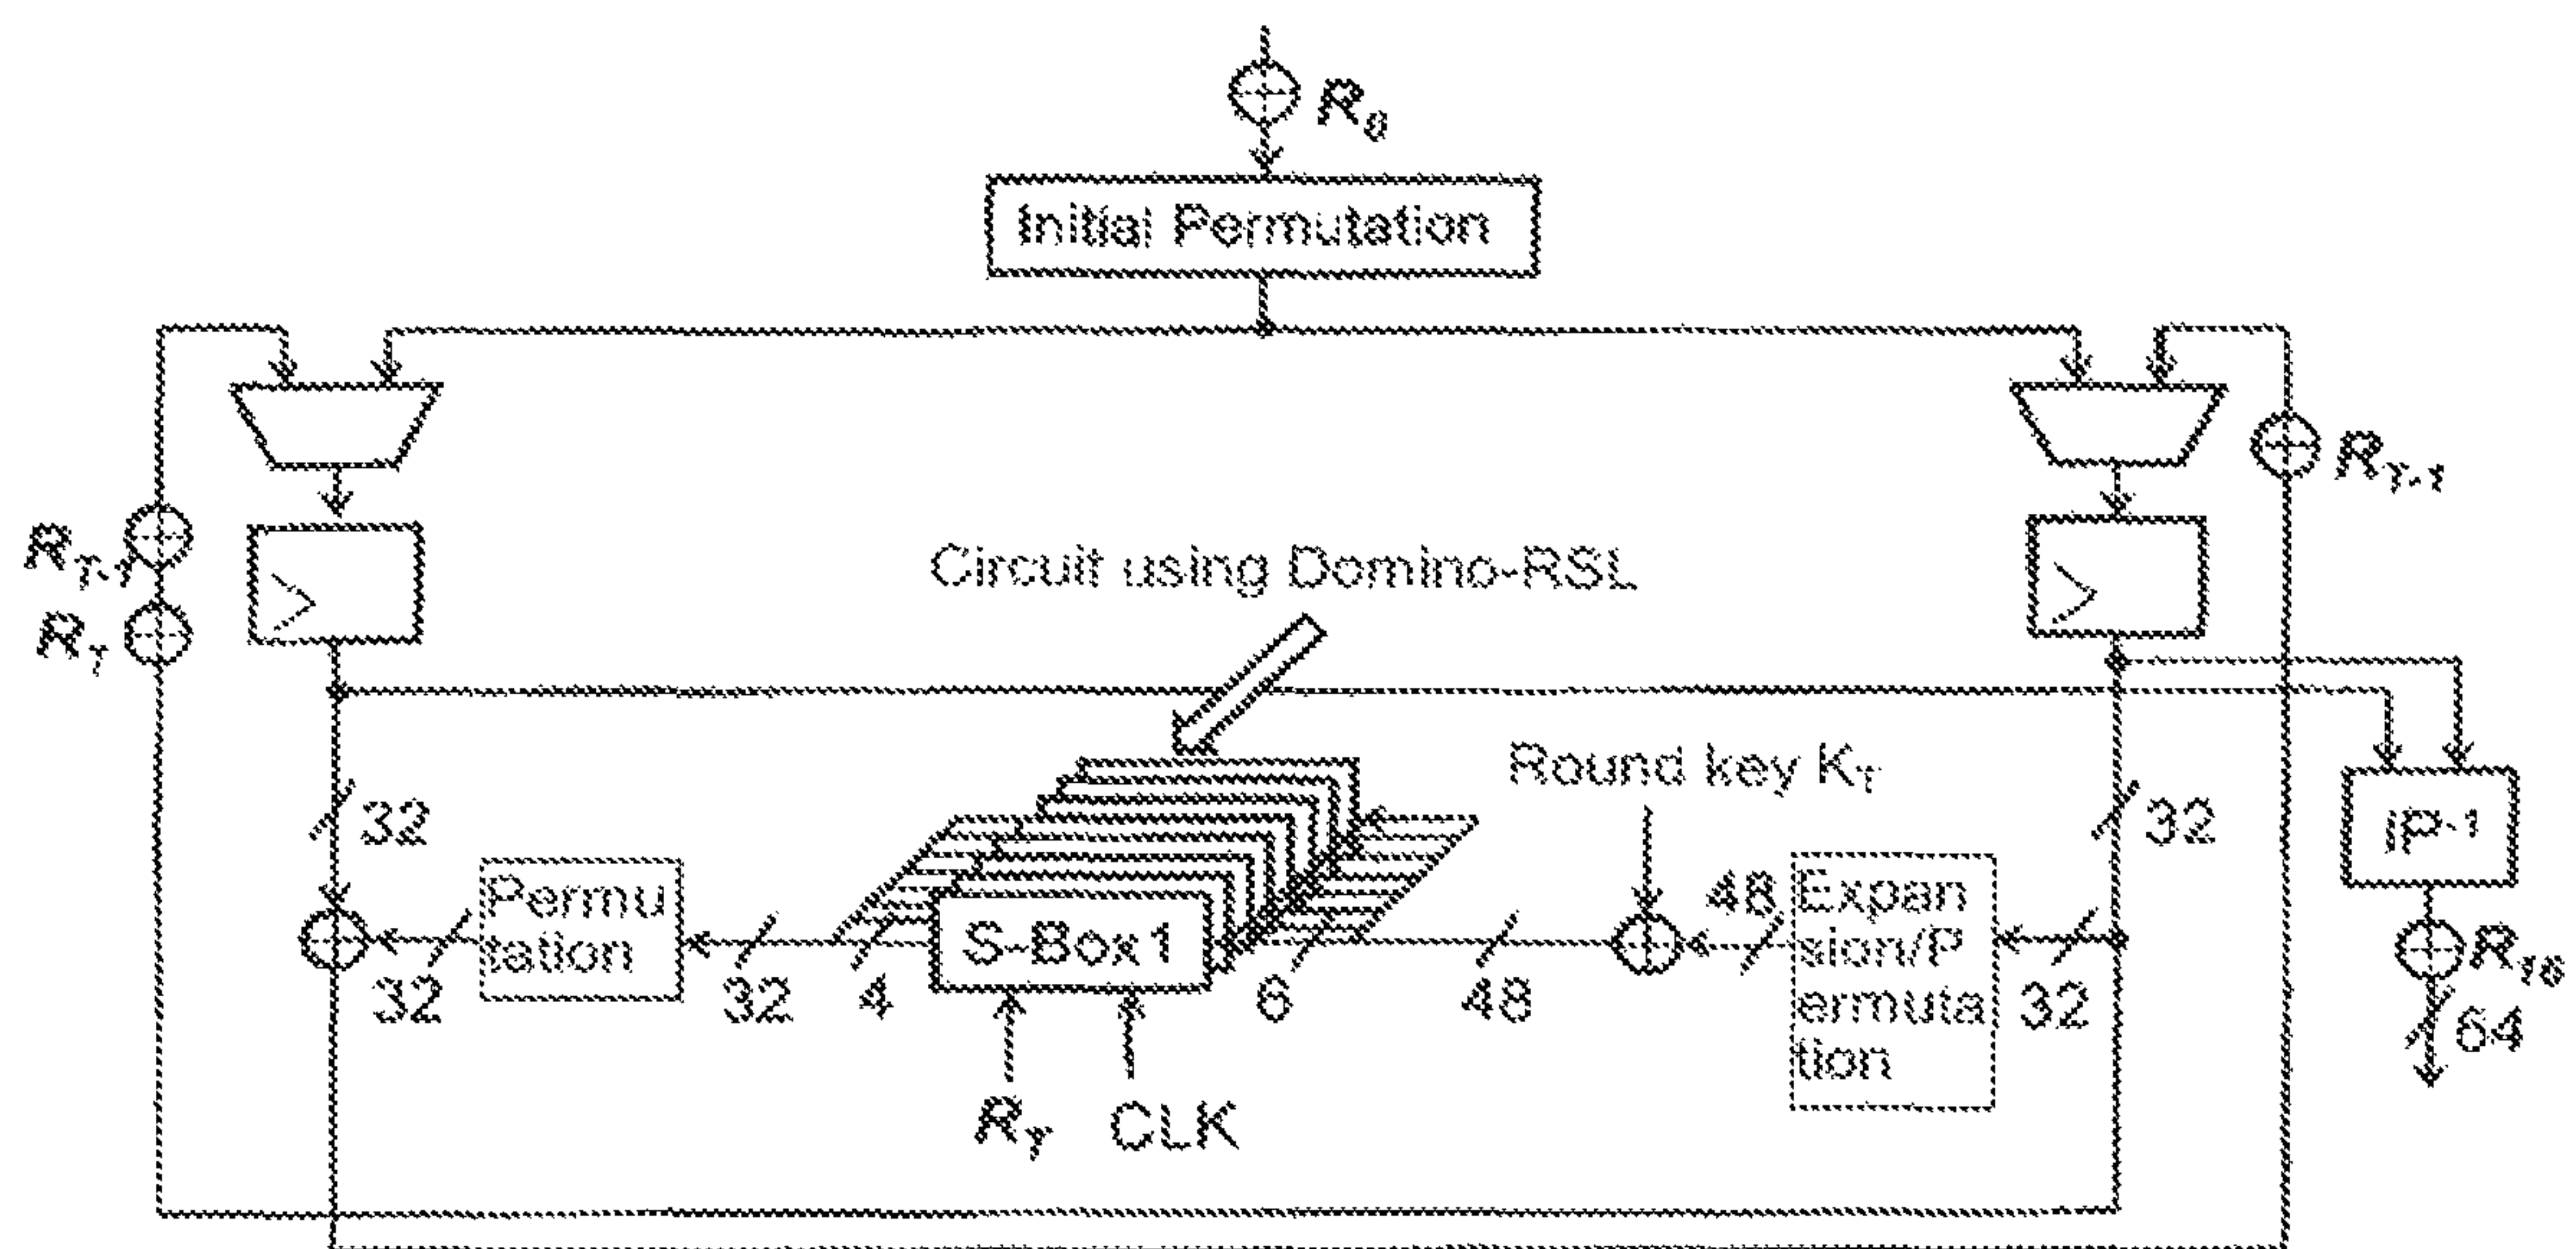 R0
Initial Permutation
RT-1
RT-1
Circuit using Domino-RSL
RT
Round key KT
32
32
IP-1
Permu
tation
48
Expan
sion/P
ermuta
tion
S-Box1
R16
32
32
4
6
48
32
64
RT
CLK